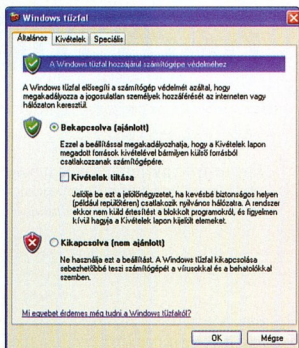 Windows tűzfal
Általános Kivételek Speciális
A Windows tűzfal hozzájárul számítógépe védelméhez
A Windows tűzfal elősegíti a számítógép védelmét azáltal, hogy
megakadályozza a jogosulatlan személyek hozzáférését az interneten vagy
hálózaton keresztül.
Bekapcsolva (ajánlott)
Ezzel a beállítással megakadályozhatja, hogy a Kivételek lapon
megadott források kivételével bármilyen külső forrásból
csatlakozzanak számítógépére.
Kivételek tiltása
Jelölje be ezt a jelölőnégyzetet, ha kevésbé biztonságos helyen
(például repülőtéren) csatlakozik nyilvános hálózatra. A rendszer
ekkor nem küld értesítést a blokkolt programokról, és figyelmen
kívül hagyja a Kivételek lapon kijelölt elemeket.
Kikapcsolva (nem ajánlott)
Ne használja ezt a beállítást. A Windows tűzfal kikapcsolása
sebezhetőbbé teszi számítógépét a vírusokkal és a behatolókkal
szemben.
Mi egyebet érdemes még tudni a Windows tűzfalról?
OK Mégse